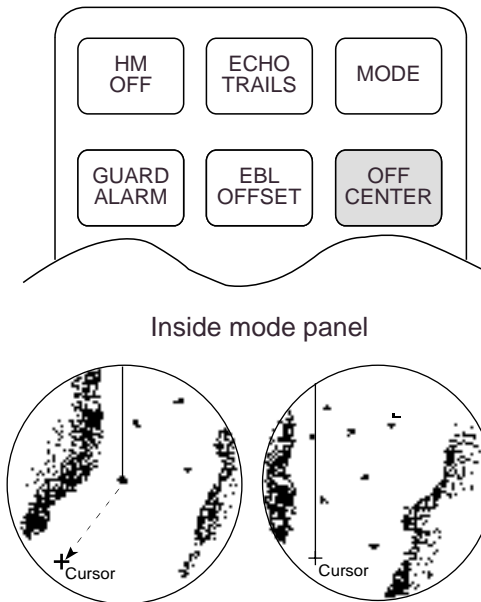 HM
OFF
ECHO
TRAILS
MODE
GUARD
ALARM
EBL
OFFSET
OFF
CENTER
Inside mode panel
Cursor
Cursor